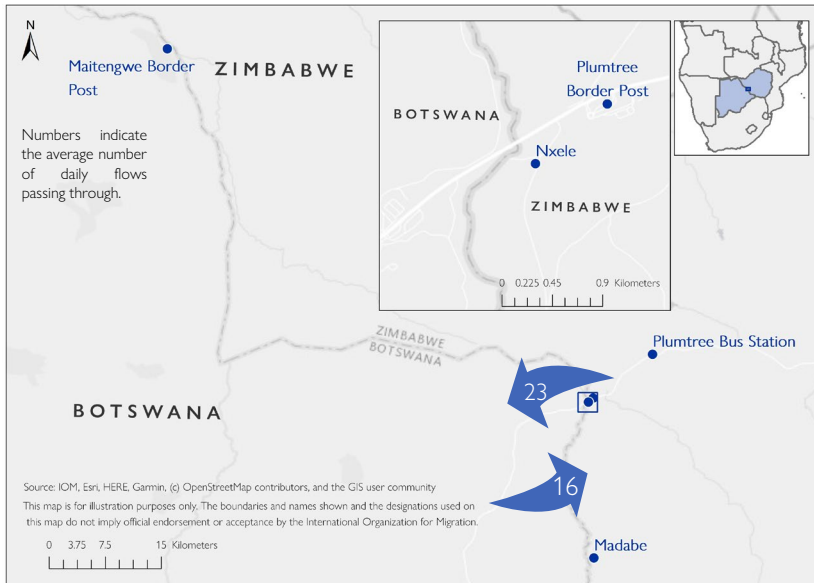 N
Maitengwe Border
Post
ZIMBABWE
Numbers indicate
the average number
of daily flows
passing through.
BOTSWANA
Plumtree
Border Post
Nxele
ZIMBABWE
0 0.225 0.45 0.9 Kilometers
ZIMBABWE
BOTSWANA
Plumtree Bus Station
23
BOTSWANA
16
Madabe
Source: IOM, Esri, HERE, Garmin, (c) OpenStreetMap contributors, and the GIS user community
This map is for illustration purposes only. The boundaries and names shown and the designations used on
this map do not imply official endorsement or acceptance by the International Organization for Migration.
0 3.75 7.5 15 Kilometers